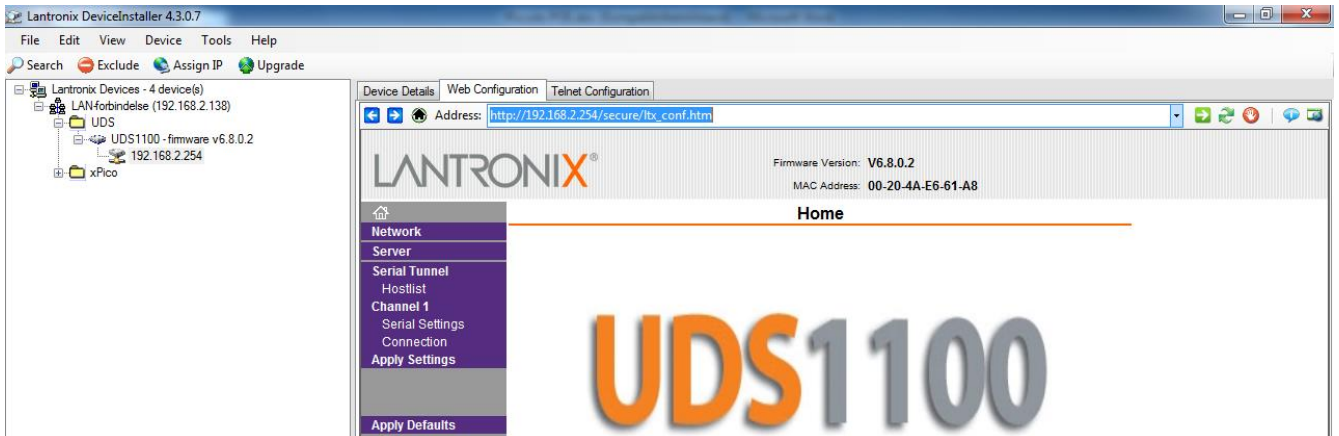 Lantronix DeviceInstaller 4.3.0.7
File Edit View Device Tools Help
Search Exclude Assign IP Upgrade
Lantronix Devices - 4 device(s)
LAN-forbindelse (192.168.2.138)
UDS
UDS1100 - firmware v6.8.0.2
192.168.2.254
xPico
Device Details Web Configuration Telnet Configuration
Address: http://192.168.2.254/secure/ltx_conf.htm
LANTRONIX®
Firmware Version: V6.8.0.2
MAC Address: 00-20-4A-E6-61-A8
Network
Server
Serial Tunnel
Hostlist
Channel 1
Serial Settings
Connection
Apply Settings
Apply Defaults
Home
UDS1100